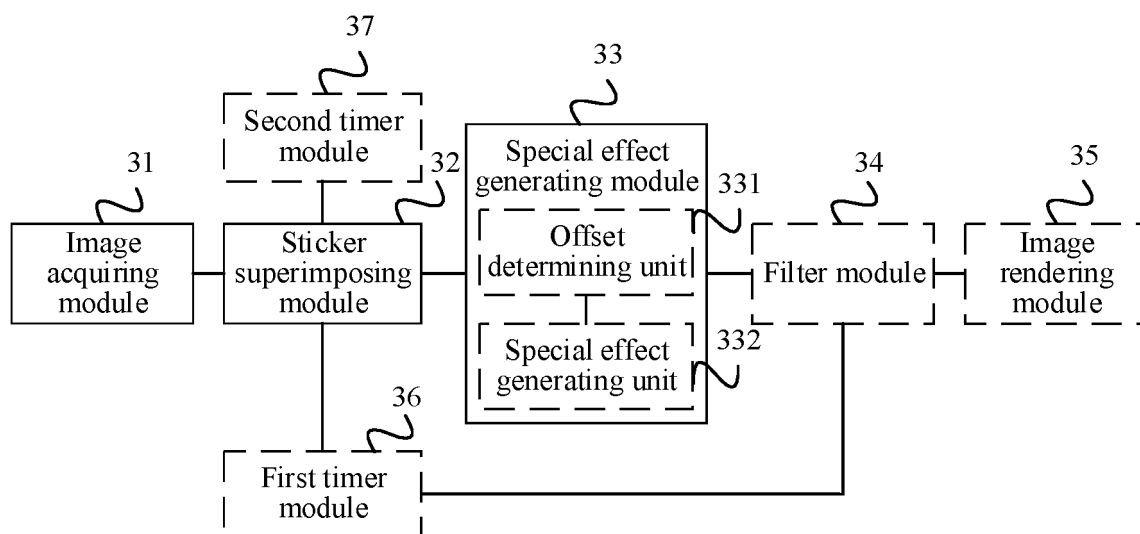 37
Second timer
module
33
Special effect
generating module
31
Image
acquiring
module
32
Sticker
superimposing
module
331
Offset
determining unit
332
Special effect
generating unit
34
Filter module
35
Image
rendering
module
36
First timer
module